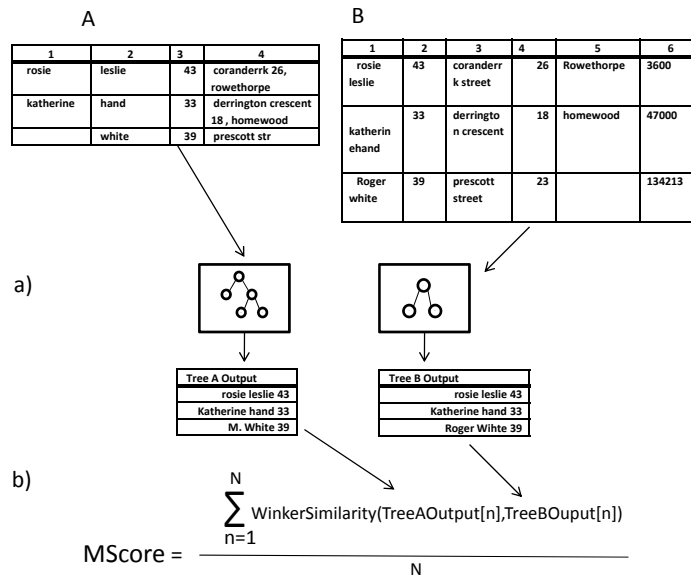 A
B
1 2 3 4
rosie leslie 43 coranderrk 26,
rowethorpe
katherine hand 33 derrington crescent
18 , homewood
white 39 prescott str
1 2 3 4 5 6
rosie
leslie
43 coranderr
k street
26 Rowethorpe 3600
katherin
ehand
33 derringto
n crescent
18 homewood 47000
Roger
white
39 prescott
street
23 134213
a)
Tree A Output
rosie leslie 43
Katherine hand 33
M. White 39
Tree B Output
rosie leslie 43
Katherine hand 33
Roger Wihte 39
b)
N
∑ WinkerSimilarity(TreeAOutput[n],TreeBOuput[n])
n=1
MScore =
N